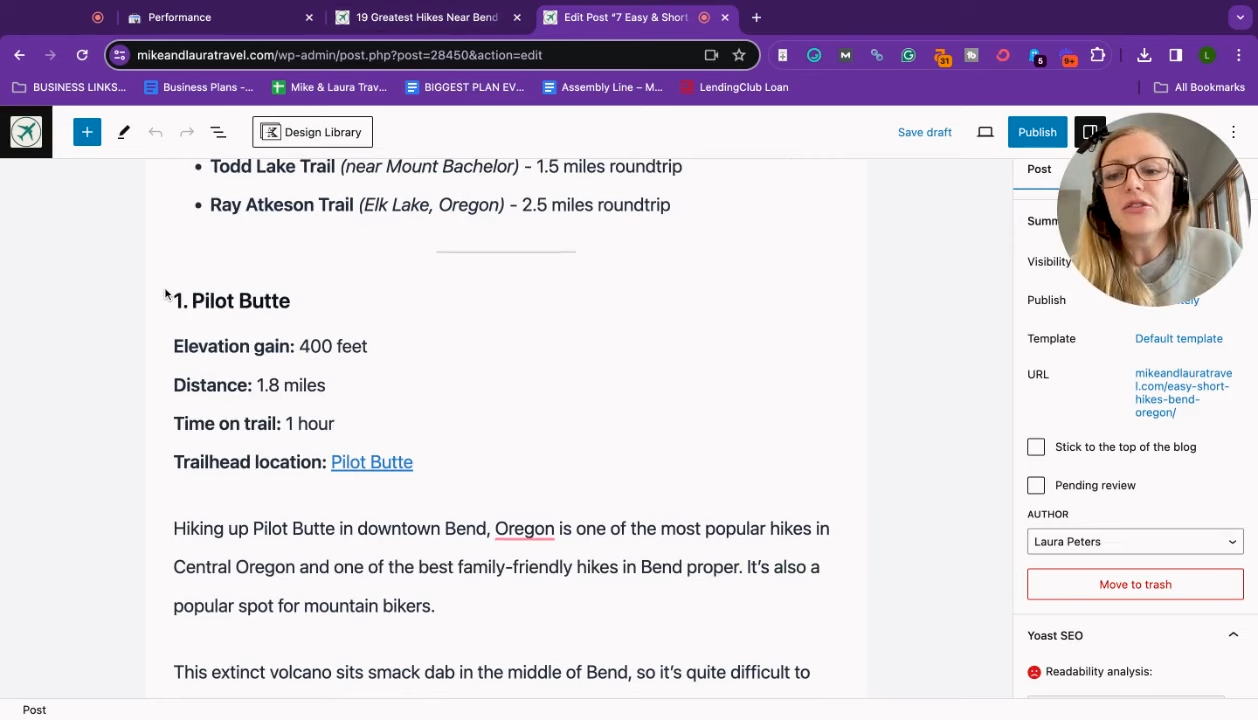 Performance
19 Greatest Hikes Near Bend
Edit Post "7 Easy & Short
mikeandlauratravel.com/wp-admin/post.php?post=28450&action=edit
31
5
9+
L
BUSINESS LINKS...
Business Plans -...
Mike & Laura Trav...
BIGGEST PLAN EV...
Assembly Line – M...
LendingClub Loan
All Bookmarks
Design Library
Save draft
Publish
Todd Lake Trail (near Mount Bachelor) - 1.5 miles roundtrip
Ray Atkeson Trail (Elk Lake, Oregon) - 2.5 miles roundtrip
1. Pilot Butte
Elevation gain: 400 feet
Distance: 1.8 miles
Time on trail: 1 hour
Trailhead location: Pilot Butte
Hiking up Pilot Butte in downtown Bend, Oregon is one of the most popular hikes in
Central Oregon and one of the best family-friendly hikes in Bend proper. It's also a
popular spot for mountain bikers.
This extinct volcano sits smack dab in the middle of Bend, so it's quite difficult to
Post
Post
Summ
Visibility
Publish
Template
Default template
URL
mikeandlauratrave
l.com/easy-short-
hikes-bend-
oregon/
Stick to the top of the blog
Pending review
AUTHOR
Laura Peters
Move to trash
Yoast SEO
Readability analysis: